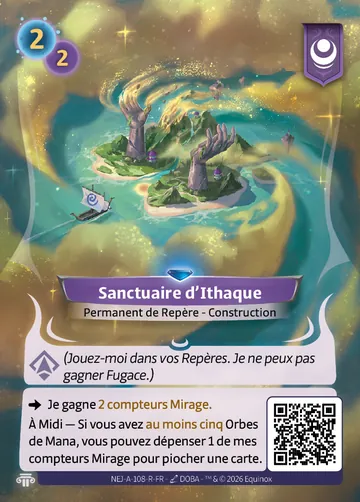 2
2
Sanctuaire d'Ithaque
Permanent de Repère - Construction
(Jouez-moi dans vos Repères. Je ne peux pas
gagner Fugace.)
Je gagne 2 compteurs Mirage.
À Midi — Si vous avez au moins cinq Orbes
de Mana, vous pouvez dépenser 1 de mes
compteurs Mirage pour piocher une carte.
NEJ-A-108-R-FR - DOBA - ™ & © 2026 Equinox